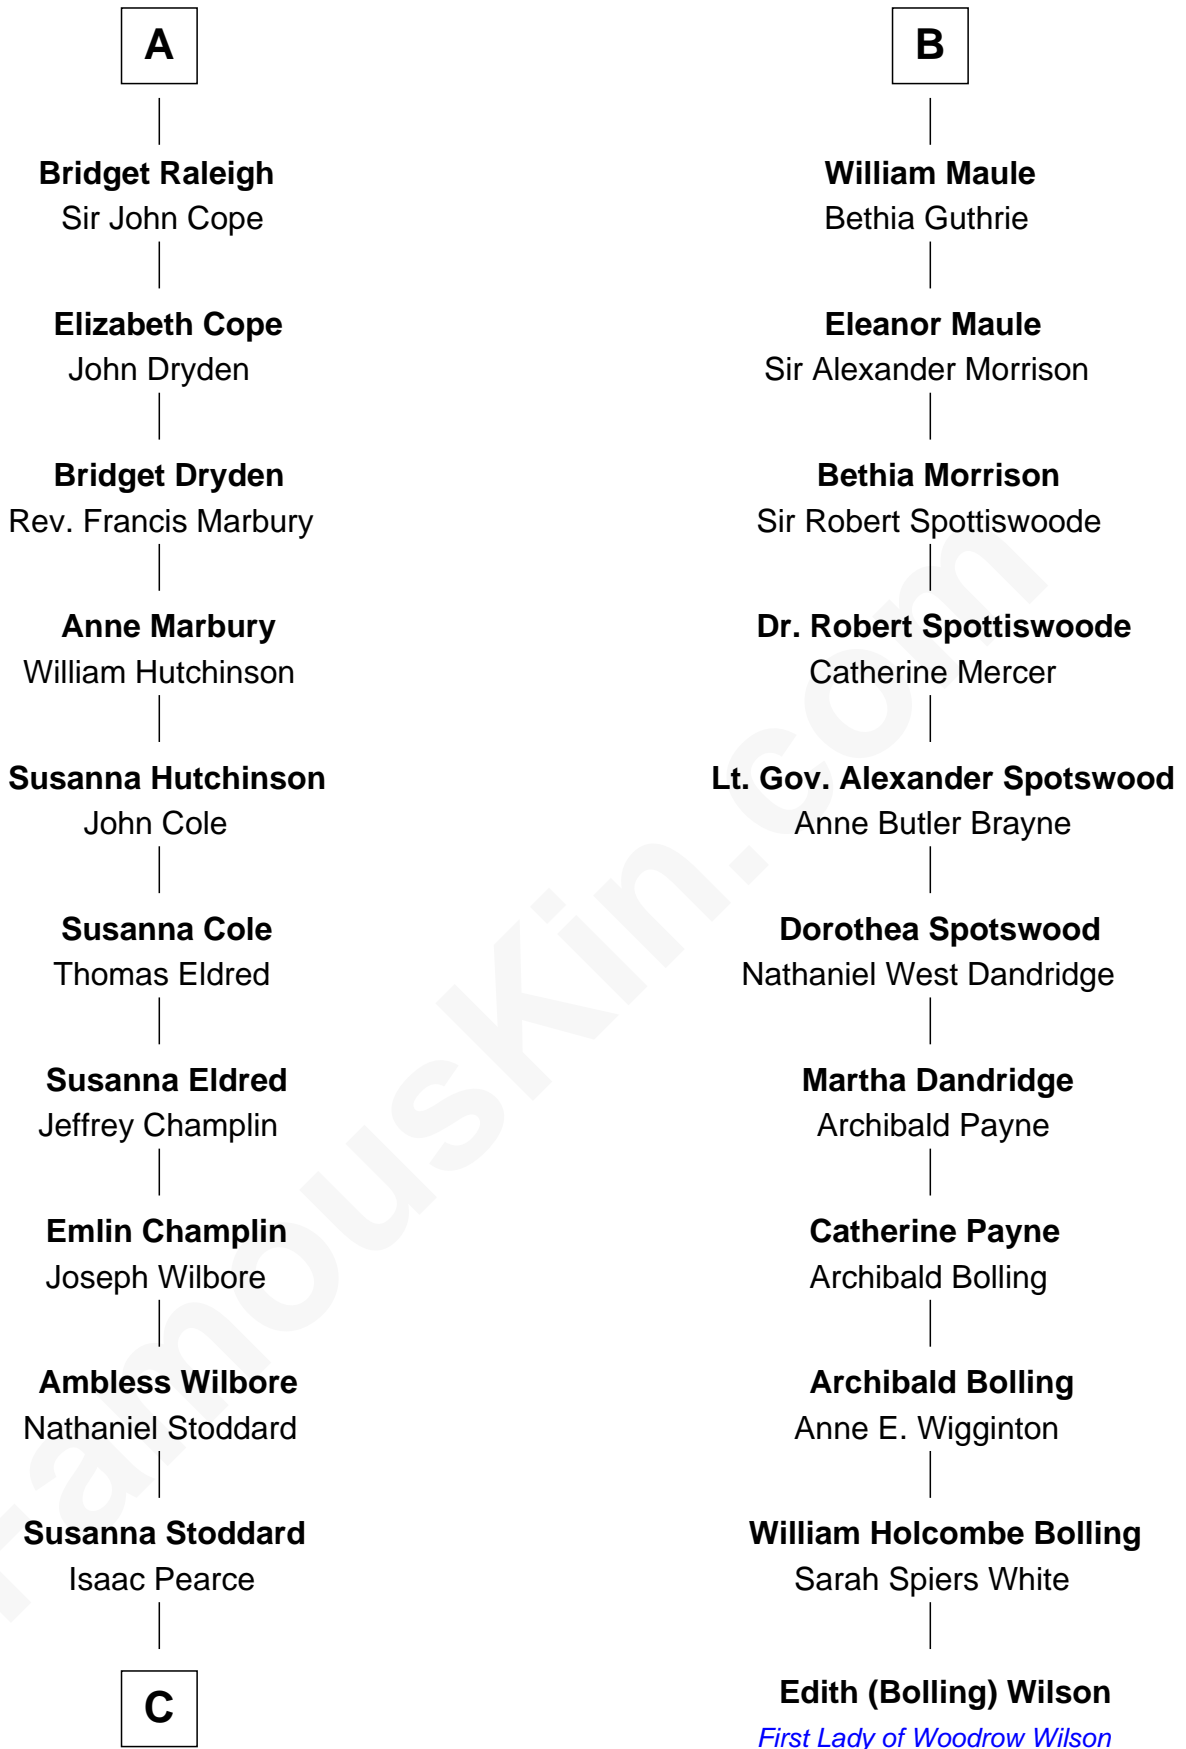 A
Bridget Raleigh
Sir John Cope
Elizabeth Cope
John Dryden
Bridget Dryden
Rev. Francis Marbury
Anne Marbury
William Hutchinson
Susanna Hutchinson
John Cole
Susanna Cole
Thomas Eldred
Susanna Eldred
Jeffrey Champlin
Emlin Champlin
Joseph Wilbore
Ambless Wilbore
Nathaniel Stoddard
Susanna Stoddard
Isaac Pearce
C
B
William Maule
Bethia Guthrie
Eleanor Maule
Sir Alexander Morrison
Bethia Morrison
Sir Robert Spottiswoode
Dr. Robert Spottiswoode
Catherine Mercer
Lt. Gov. Alexander Spotswood
Anne Butler Brayne
Dorothea Spotswood
Nathaniel West Dandridge
Martha Dandridge
Archibald Payne
Catherine Payne
Archibald Bolling
Archibald Bolling
Anne E. Wigginton
William Holcombe Bolling
Sarah Spiers White
Edith (Bolling) Wilson
First Lady of Woodrow Wilson
FamousKin.com